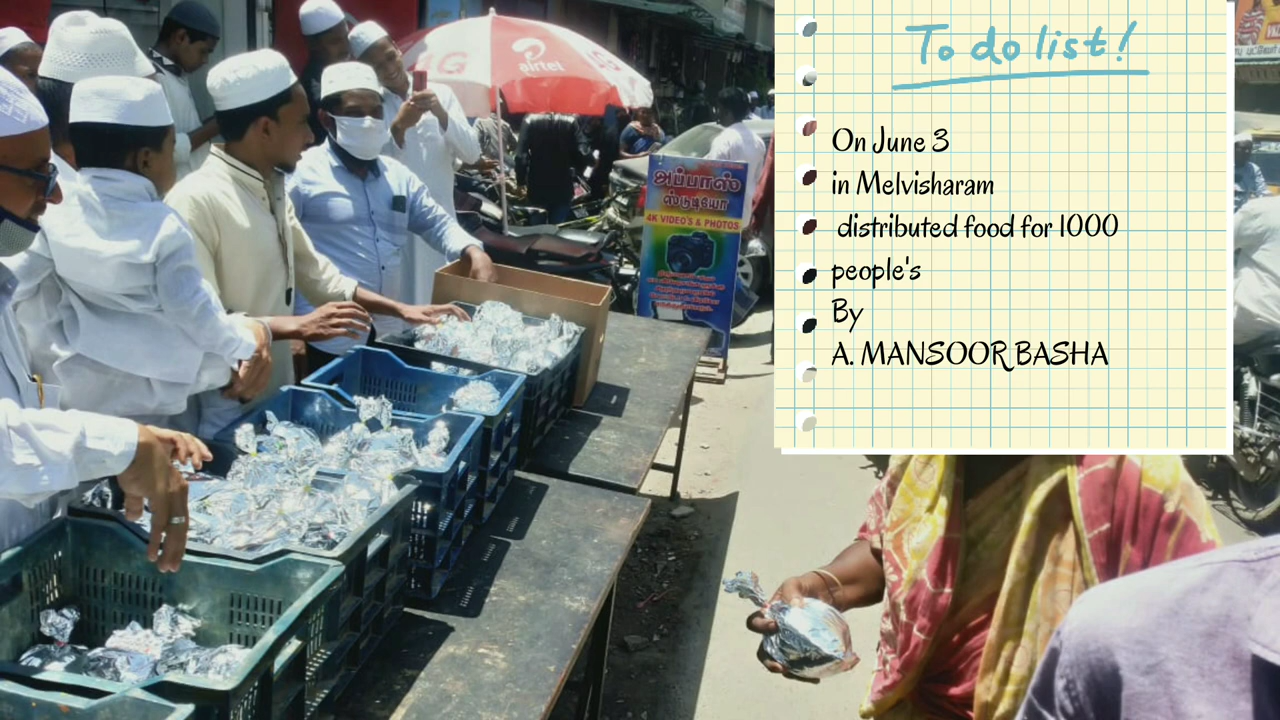 To do list!
On June 3
in Melvisharam
distributed food for 1000
people's
By
A. MANSOOR BASHA
4G
airtel
அப்பாஸ்
ஸ்டுடியோ
4K VIDEO'S & PHOTOS